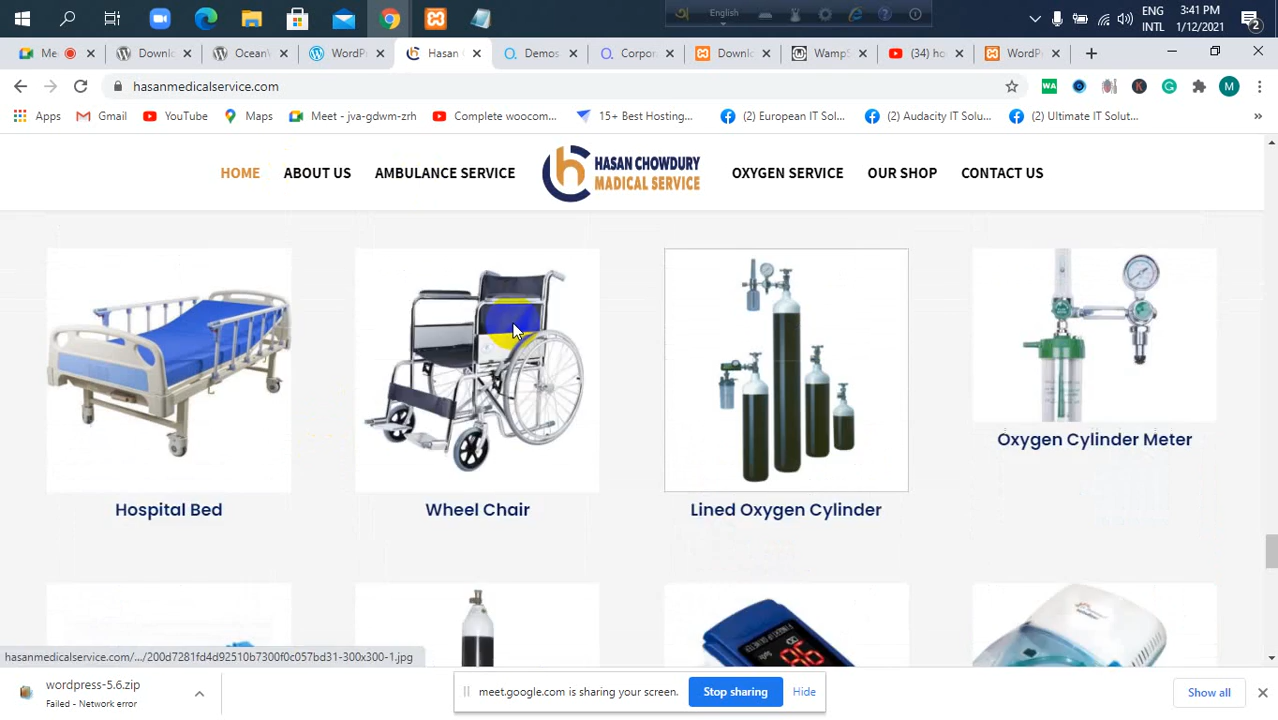 English
3:41 PM
ENG
INTL
1/12/2021
2
Me
Downlo
OceanW
WordPr
Hasan C
Demos
Corpor
Downlo
WampS
(34) ho
WordPr
hasanmedicalservice.com
M
Apps
Gmail
YouTube
Maps
Meet - jva-gdwm-zrh
Complete woocom...
15+ Best Hosting...
(2) European IT Sol...
(2) Audacity IT Solu...
(2) Ultimate IT Solut...
HOME
ABOUT US
AMBULANCE SERVICE
HASAN CHOWDURY
MEDICAL SERVICE
OXYGEN SERVICE
OUR SHOP
CONTACT US
Oxygen Cylinder Meter
Hospital Bed
Wheel Chair
Lined Oxygen Cylinder
hasanmedicalservice.com/.../200d7281fd4d92510b7300f0c057bd31-300x300-1.jpg
wordpress-5.6.zip
Failed - Network error
meet.google.com is sharing your screen.
Stop sharing
Hide
Show all